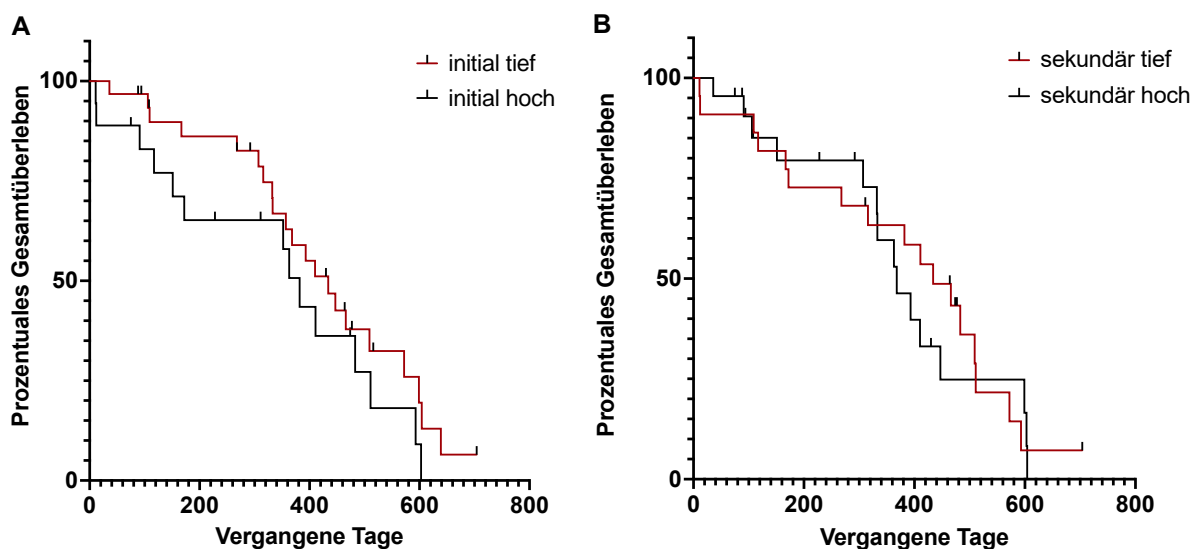 A
initial tief
initial hoch
Prozentuales Gesamtüberleben
100
50
0
0 200 400 600 800
Vergangene Tage
B
sekundär tief
sekundär hoch
Prozentuales Gesamtüberleben
100
50
0
0 200 400 600 800
Vergangene Tage